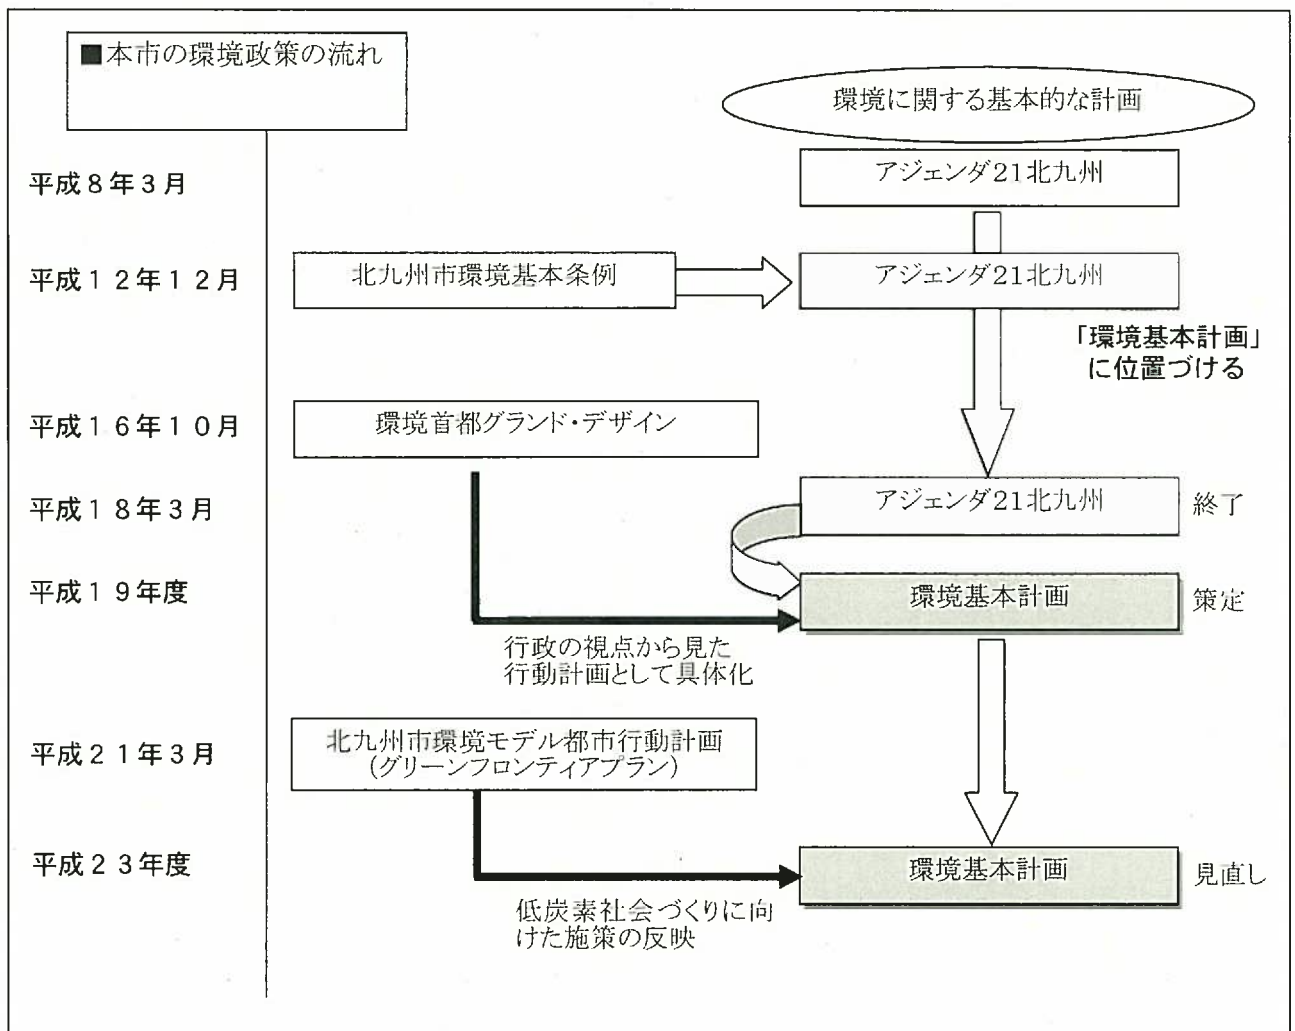 ■本市の環境政策の流れ
環境に関する基本的な計画
平成8年3月
アジェンダ21北九州
平成12年12月
北九州市環境基本条例
アジェンダ21北九州
「環境基本計画」
に位置づける
平成16年10月
環境首都グランド・デザイン
平成18年3月
アジェンダ21北九州
終了
平成19年度
環境基本計画
策定
行政の視点から見た
行動計画として具体化
平成21年3月
北九州市環境モデル都市行動計画
(グリーンフロンティアプラン)
平成23年度
環境基本計画
見直し
低炭素社会づくりに向
けた施策の反映